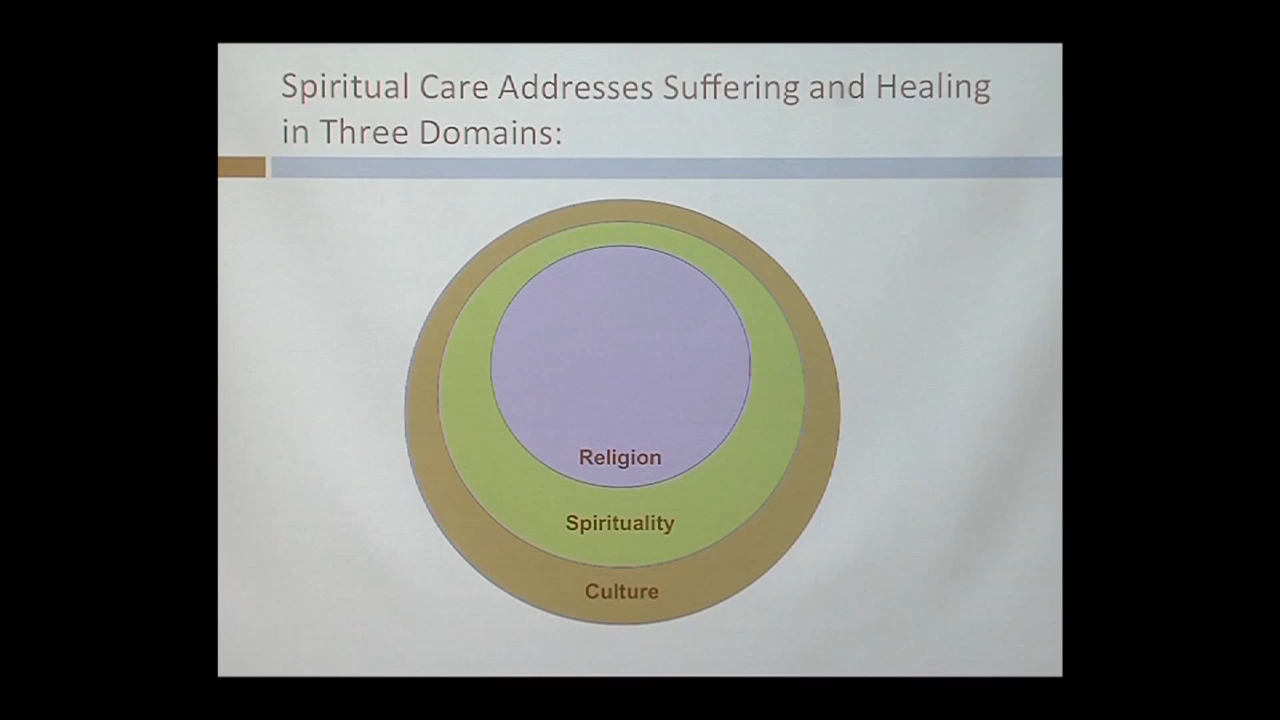 Spiritual Care Addresses Suffering and Healing
in Three Domains:
Religion
Spirituality
Culture